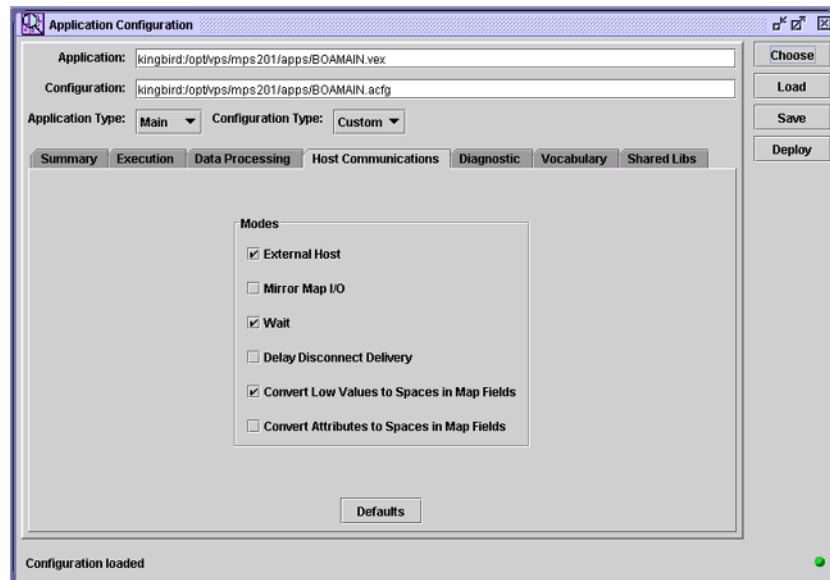 Application Configuration
Application: kingbird:/opt/vps/mps201/apps/BOAMAIN.vex
Choose
Configuration: kingbird:/opt/vps/mps201/apps/BOAMAIN.acfg
Load
Application Type: Main Configuration Type: Custom
Save
Deploy
Summary Execution Data Processing Host Communications Diagnostic Vocabulary Shared Libs
Modes
External Host
Mirror Map I/O
Wait
Delay Disconnect Delivery
Convert Low Values to Spaces in Map Fields
Convert Attributes to Spaces in Map Fields
Defaults
Configuration loaded